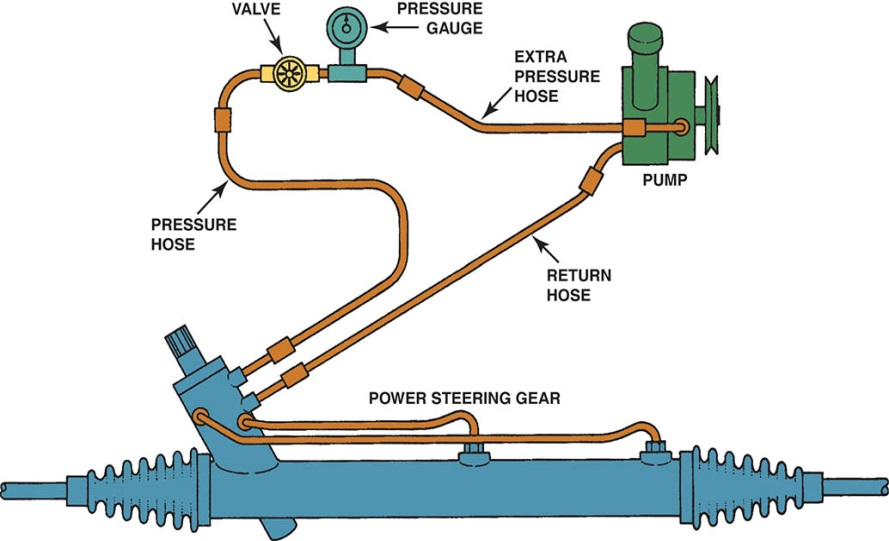 VALVE
PRESSURE
GAUGE
EXTRA
PRESSURE
HOSE
PUMP
PRESSURE
HOSE
RETURN
HOSE
POWER STEERING GEAR